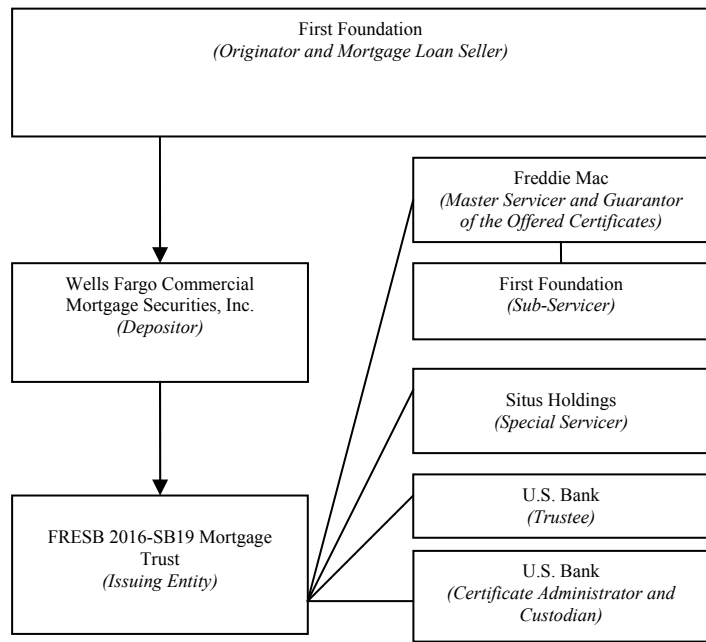 First Foundation
(Originator and Mortgage Loan Seller)
Freddie Mac
(Master Servicer and Guarantor
of the Offered Certificates)
Wells Fargo Commercial
Mortgage Securities, Inc.
(Depositor)
First Foundation
(Sub-Servicer)
Situs Holdings
(Special Servicer)
U.S. Bank
(Trustee)
FRESB 2016-SB19 Mortgage
Trust
(Issuing Entity)
U.S. Bank
(Certificate Administrator and
Custodian)